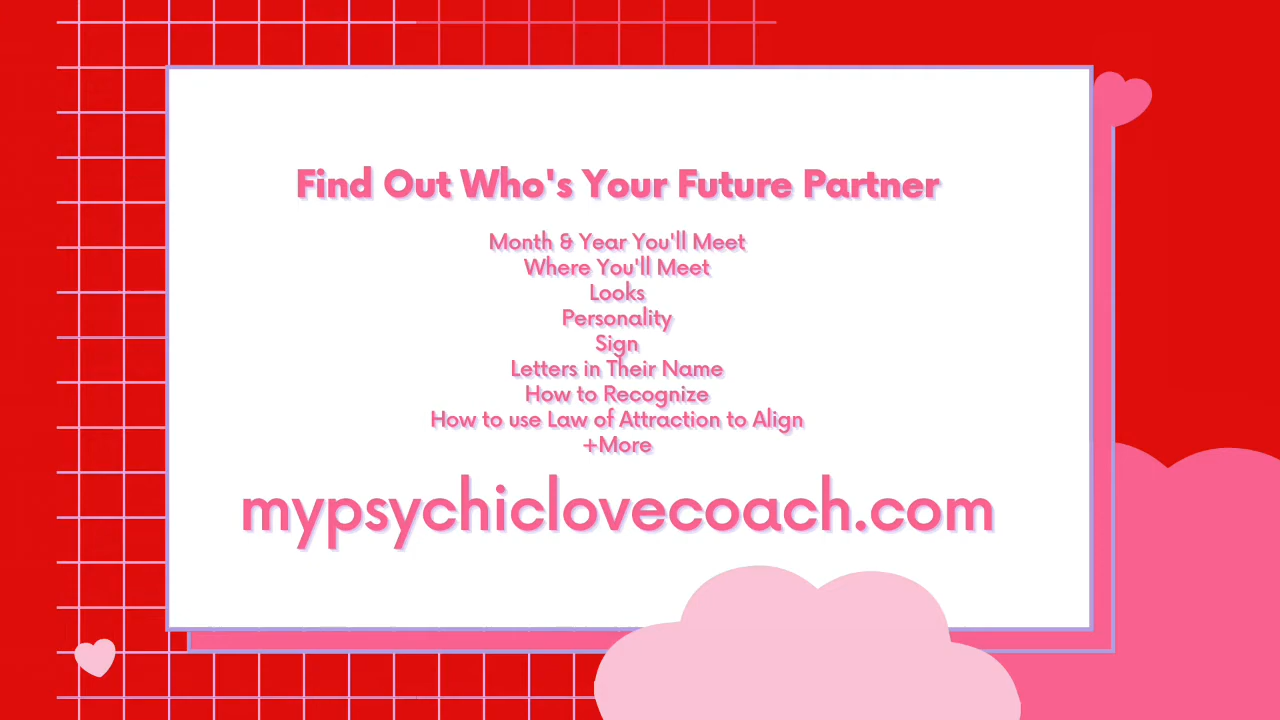 Find Out Who's Your Future Partner
Month & Year You'll Meet
Where You'll Meet
Looks
Personality
Sign
Letters in Their Name
How to Recognize
How to use Law of Attraction to Align
+More
mypsychiclovecoach.com